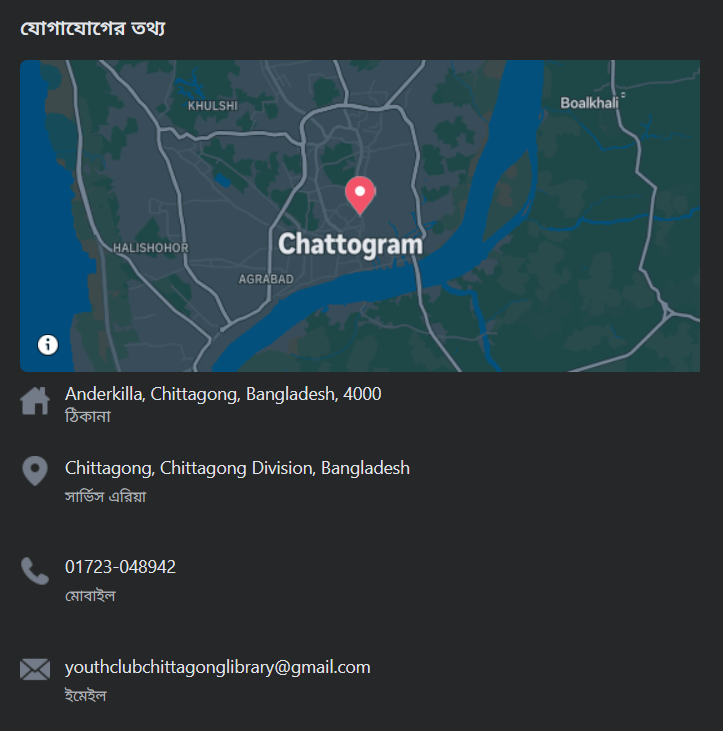 যোগাযোগের তথ্য
KHULSHI
Boalkhali
Chattogram
HALISHOHOR
AGRABAD
Anderkilla, Chittagong, Bangladesh, 4000
ঠিকানা
Chittagong, Chittagong Division, Bangladesh
সার্ভিস এরিয়া
01723-048942
মোবাইল
youthclubchittagonglibrary@gmail.com
ইমেইল